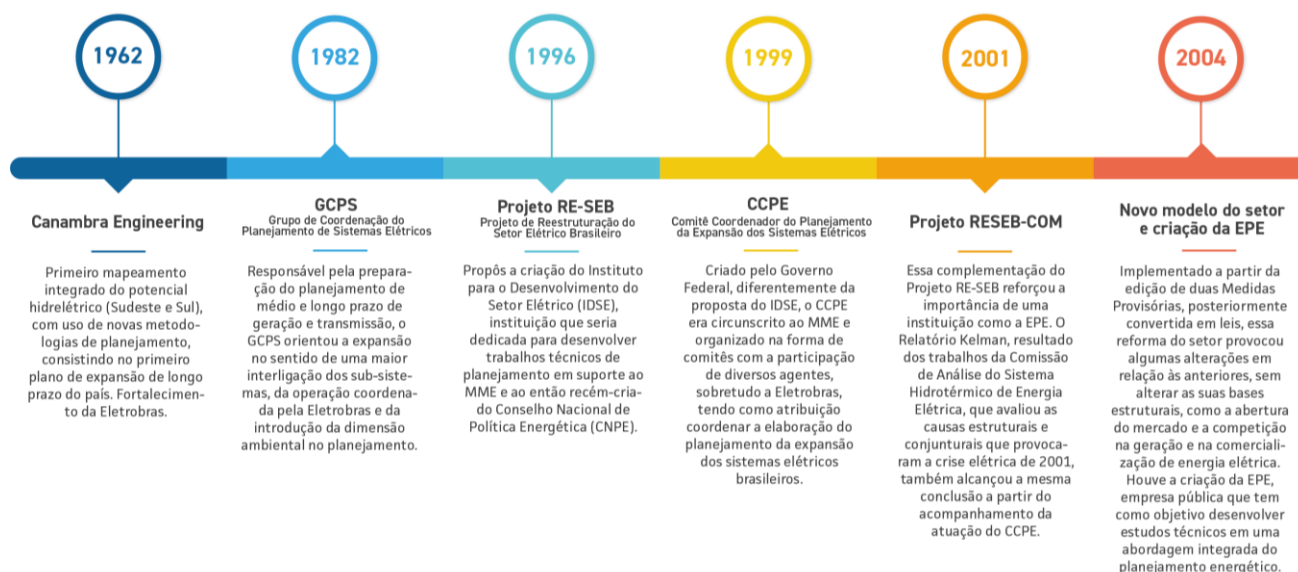 1962
Canambra Engineering
Primeiro mapeamento
integrado do potencial
hidrelétrico (Sudeste e Sul),
com uso de novas metodo-
logias de planejamento,
consistindo no primeiro
plano de expansão de longo
prazo do país. Fortalecimen-
to da Eletrobras.
1982
GCPS
Grupo de Coordenação do
Planejamento de Sistemas Elétricos
Responsável pela prepara-
ção do planejamento de
médio e longo prazo de
geração e transmissão, o
GCPS orientou a expansão
no sentido de uma maior
interligação dos sub-siste-
mas, da operação coordena-
da pela Eletrobras e da
introdução da dimensão
ambiental no planejamento.
1996
Projeto RE-SEB
Projeto de Reestruturação do
Setor Elétrico Brasileiro
Propôs a criação do Instituto
para o Desenvolvimento do
Setor Elétrico (IDSE),
instituição que seria
dedicada para desenvolver
trabalhos técnicos de
planejamento em suporte ao
MME e ao então recém-cria-
do Conselho Nacional de
Política Energética (CNPE).
1999
CCPE
Comitê Coordenador do Planejamento
da Expansão dos Sistemas Elétricos
Criado pelo Governo
Federal, diferentemente da
proposta do IDSE, o CCPE
era circunscrito ao MME e
organizado na forma de
comitês com a participação
de diversos agentes,
sobretudo a Eletrobras,
tendo como atribuição
coordenar a elaboração do
planejamento da expansão
dos sistemas elétricos
brasileiros.
2001
Projeto RESEB-COM
Essa complementação do
Projeto RE-SEB reforçou a
importância de uma
instituição como a EPE. O
Relatório Kelman, resultado
dos trabalhos da Comissão
de Análise do Sistema
Hidrotérmico de Energia
Elétrica, que avaliou as
causas estruturais e
conjunturais que provoca-
ram a crise elétrica de 2001,
também alcançou a mesma
conclusão a partir do
acompanhamento da
atuação do CCPE.
2004
Novo modelo do setor
e criação da EPE
Implementado a partir da
edição de duas Medidas
Provisórias, posteriormente
convertida em leis, essa
reforma do setor provocou
algumas alterações em
relação às anteriores, sem
alterar as suas bases
estruturais, como a abertura
do mercado e a competição
na geração e na comerciali-
zação de energia elétrica.
Houve a criação da EPE,
empresa pública que tem
como objetivo desenvolver
estudos técnicos em uma
abordagem integrada do
planejamento energético.